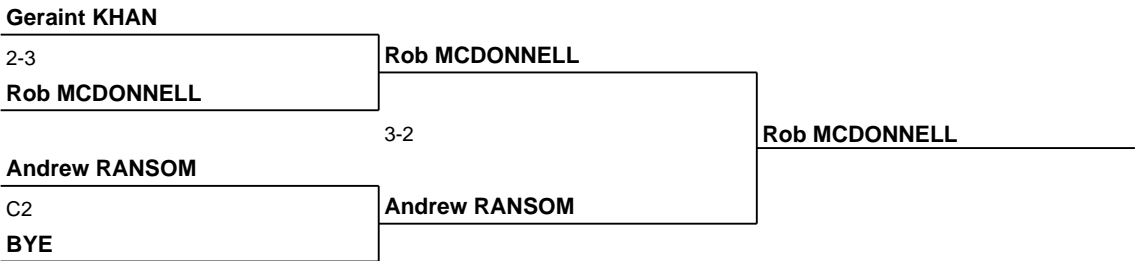 Geraint KHAN
2-3
Rob MCDONNELL
Rob MCDONNELL
3-2
Rob MCDONNELL
Andrew RANSOM
C2
Andrew RANSOM
BYE